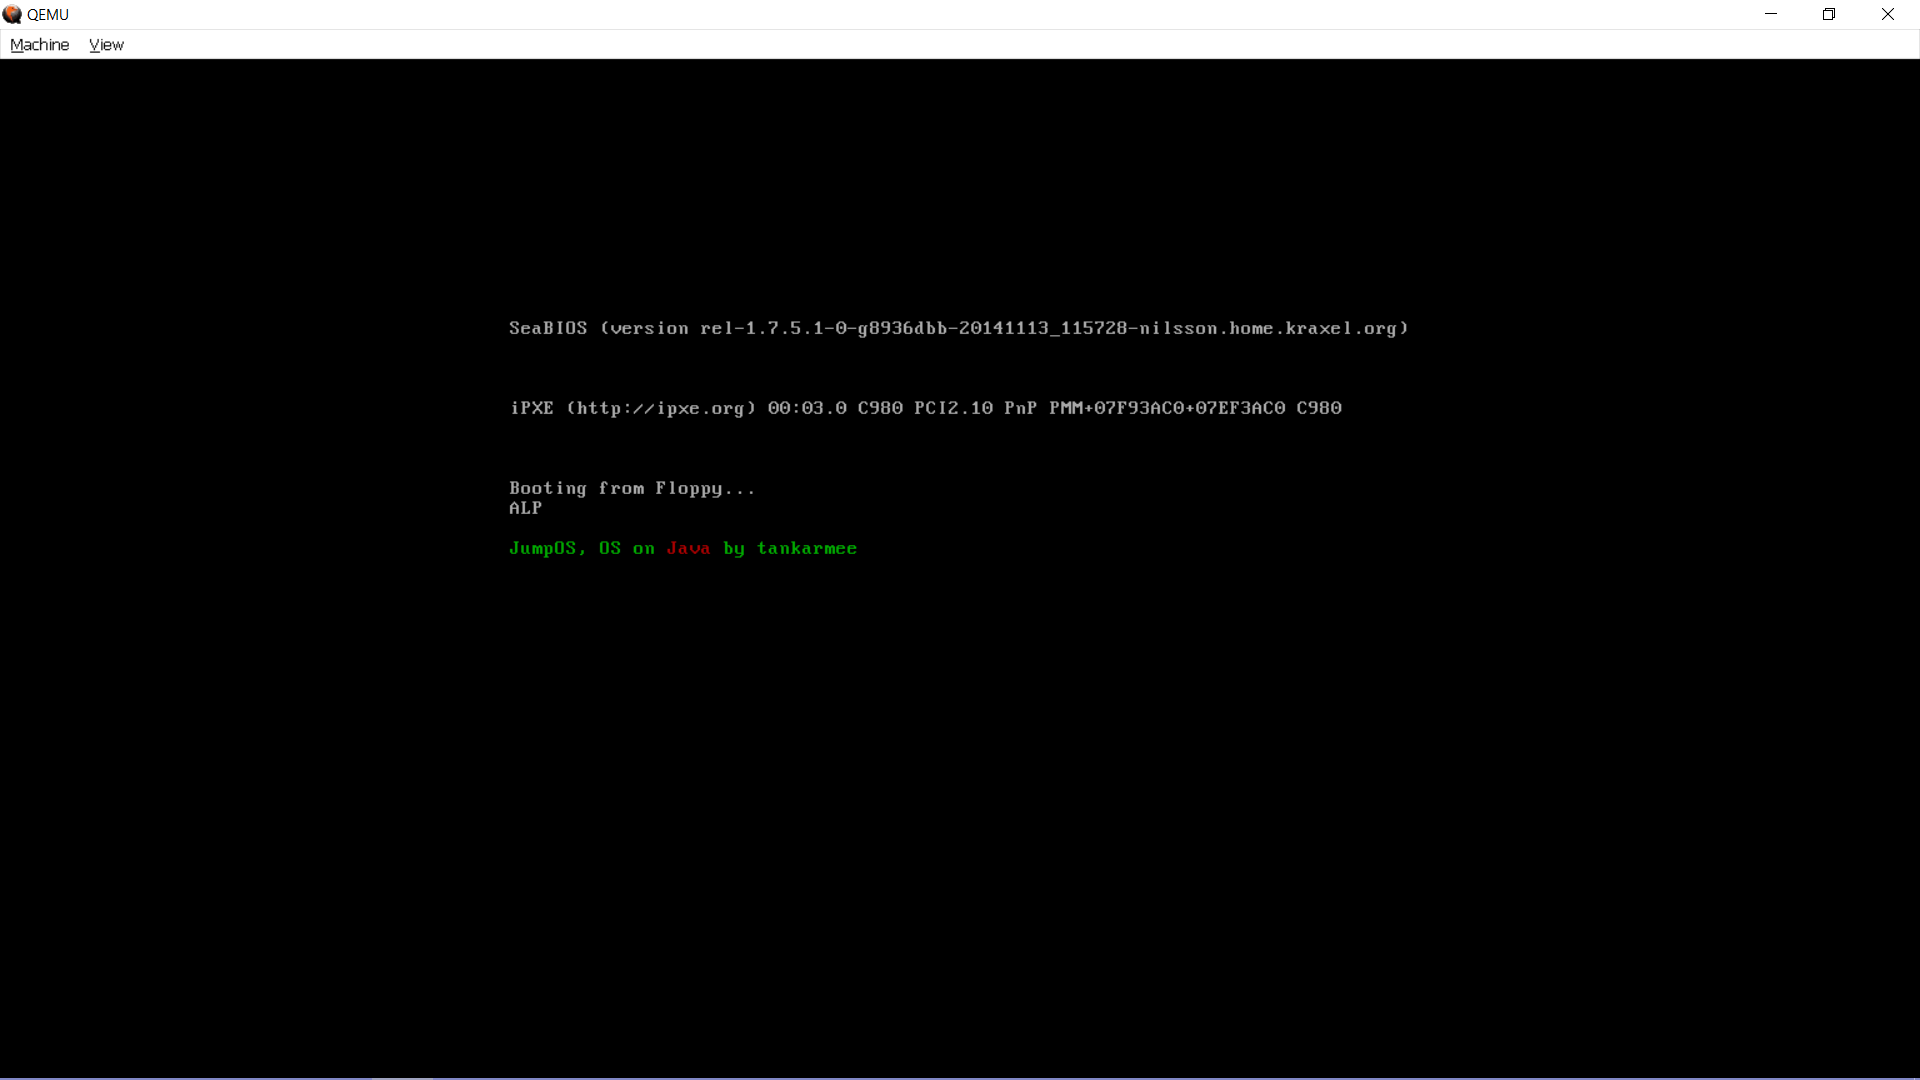 QEMU
Machine View
SeaBIOS (version rel-1.7.5.1-0-g8936dbb-20141113_115728-nilsson.home.kraxel.org)
iPXE (http://ipxe.org) 00:03.0 C980 PCI2.10 PnP PMM+07F93AC0+07EF3AC0 C980
Booting from Floppy...
ALP
JumpOS, OS on Java by tankarmee